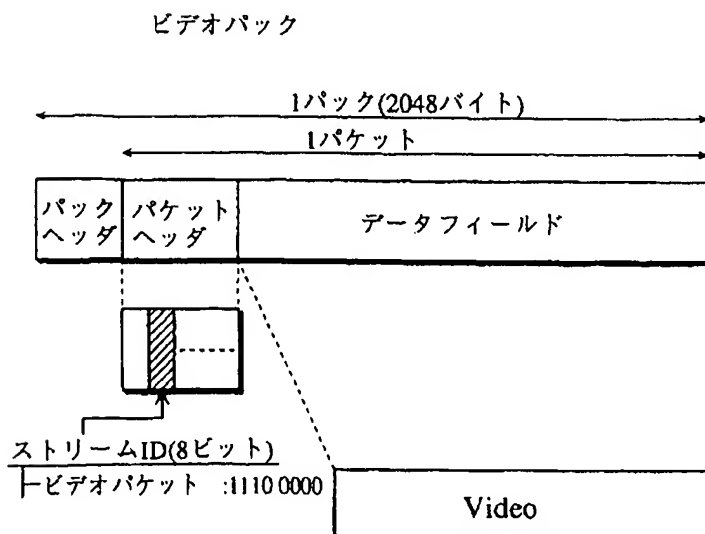 ビデオパック
1パック(2048バイト)
1パケット
パック
ヘッダ
パケット
ヘッダ
データフィールド
ストリームID(8ビット)
ビデオパケット :1110 0000
Video